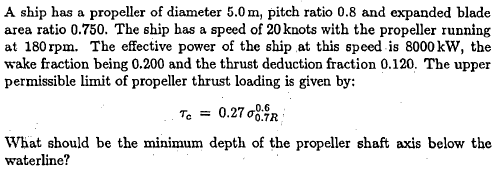 A ship has a propeller of diameter 5.0 m, pitch ratio 0.8 and expanded blade
area ratio 0.750. The ship has a speed of 20 knots with the propeller running
at 180 rpm. The effective power of the ship at this speed is 8000 kW, the
wake fraction being 0.200 and the thrust deduction fraction 0.120. The upper
permissible limit of propeller thrust loading is given by:
τc = 0.27 σ0.7R^0.6
What should be the minimum depth of the propeller shaft axis below the
waterline?